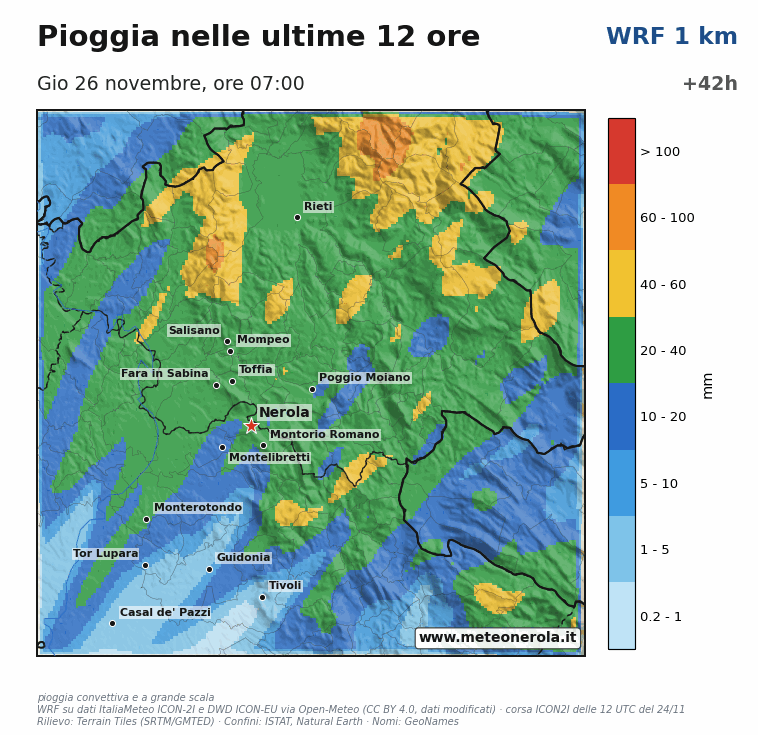 Pioggia nelle ultime 12 ore
WRF 1 km
Gio 26 novembre, ore 07:00
+42h
Rieti
Salisano
Mompeo
Fara in Sabina
Toffia
Poggio Moiano
Nerola
Montorio Romano
Montelibretti
Monterotondo
Tor Lupara
Guidonia
Tivoli
Casal de' Pazzi
www.meteonerola.it
> 100
60 - 100
40 - 60
20 - 40
10 - 20
5 - 10
1 - 5
0.2 - 1
mm
pioggia convettiva e a grande scala
WRF su dati ItaliaMeteo ICON-2I e DWD ICON-EU via Open-Meteo (CC BY 4.0, dati modificati) · corsa ICON2I delle 12 UTC del 24/11
Rilievo: Terrain Tiles (SRTM/GMTED) · Confini: ISTAT, Natural Earth · Nomi: GeoNames